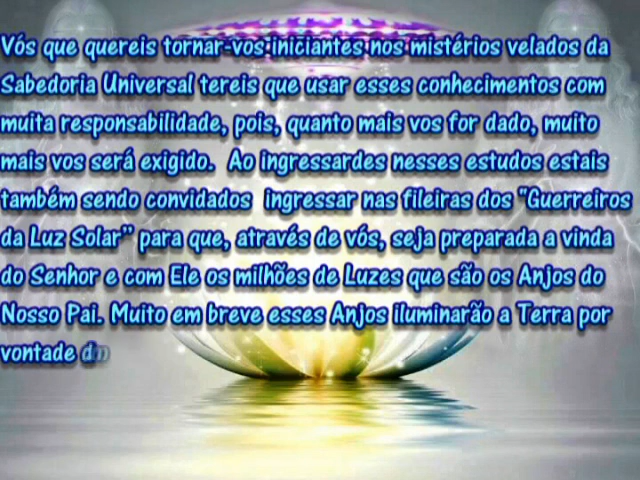 Vós que quereis tornar-vos iniciantes nos mistérios velados da
Sabedoria Universal tereis que usar esses conhecimentos com
muita responsabilidade, pois, quanto mais vos for dado, muito
mais vos será exigido. Ao ingressardes nesses estudos estais
também sendo convidados ingressar nas fileiras dos “Guerreiros
da Luz Solar” para que, através de vós, seja preparada a vinda
do Senhor e com Ele os milhões de Luzes que são os Anjos do
Nosso Pai. Muito em breve esses Anjos iluminarão a Terra por
vontade